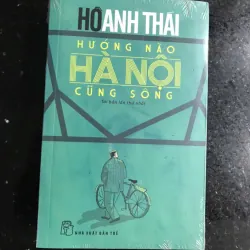 HỒ ANH THÁI
HƯỚNG NÀO
HÀ NỘI
CŨNG SÔNG
NHÀ XUẤT BẢN TRẺ